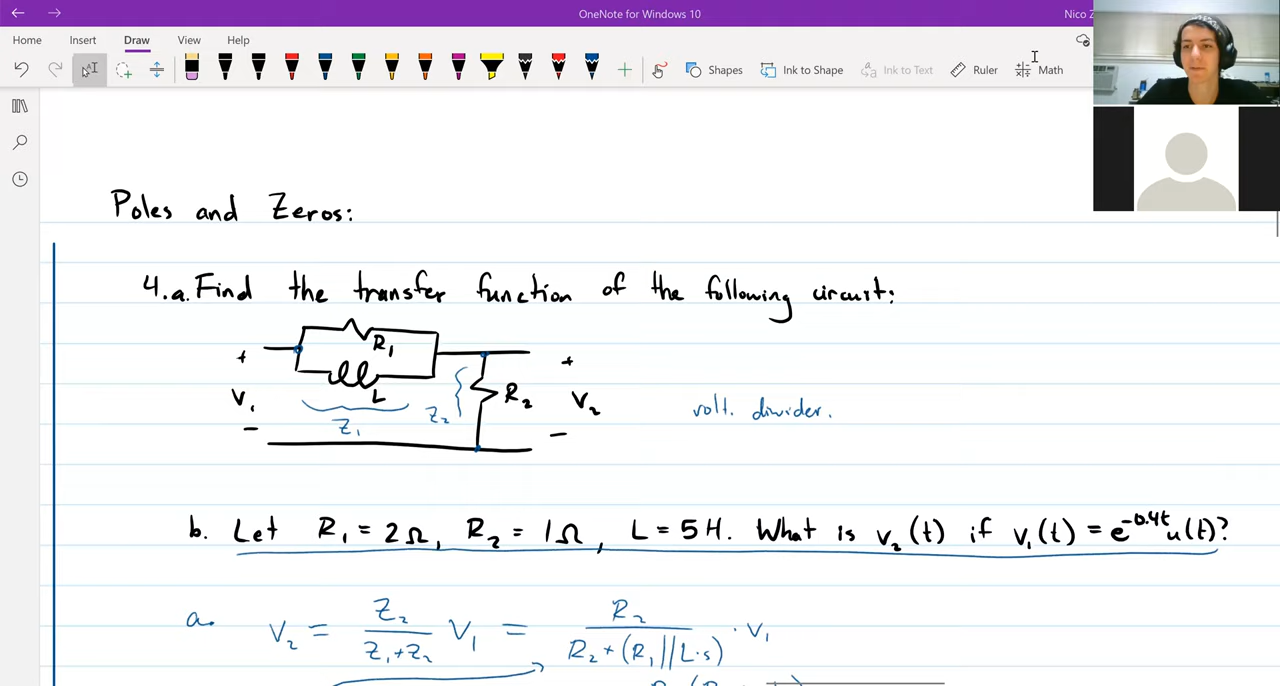 OneNote for Windows 10
Nico Z
Home Insert Draw View Help
Shapes Ink to Shape Ink to Text Ruler Math
Poles and Zeros:
4.a. Find the transfer function of the following circuit:
R₁
+ +
L
V₁ Z₂ R₂ V₂ volt. divider.
Z₁
− −
b. Let R₁ = 2Ω, R₂ = 1Ω, L = 5H. What is v₂(t) if v₁(t) = e^-0.4t u(t)?
a. V₂ = Z₂/(Z₁+Z₂) V₁ = R₂/(R₂+(R₁||L·s)) · V₁